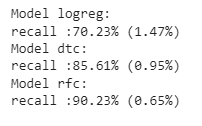 Model logreg:
recall :70.23% (1.47%)
Model dtc:
recall :85.61% (0.95%)
Model rfc:
recall :90.23% (0.65%)